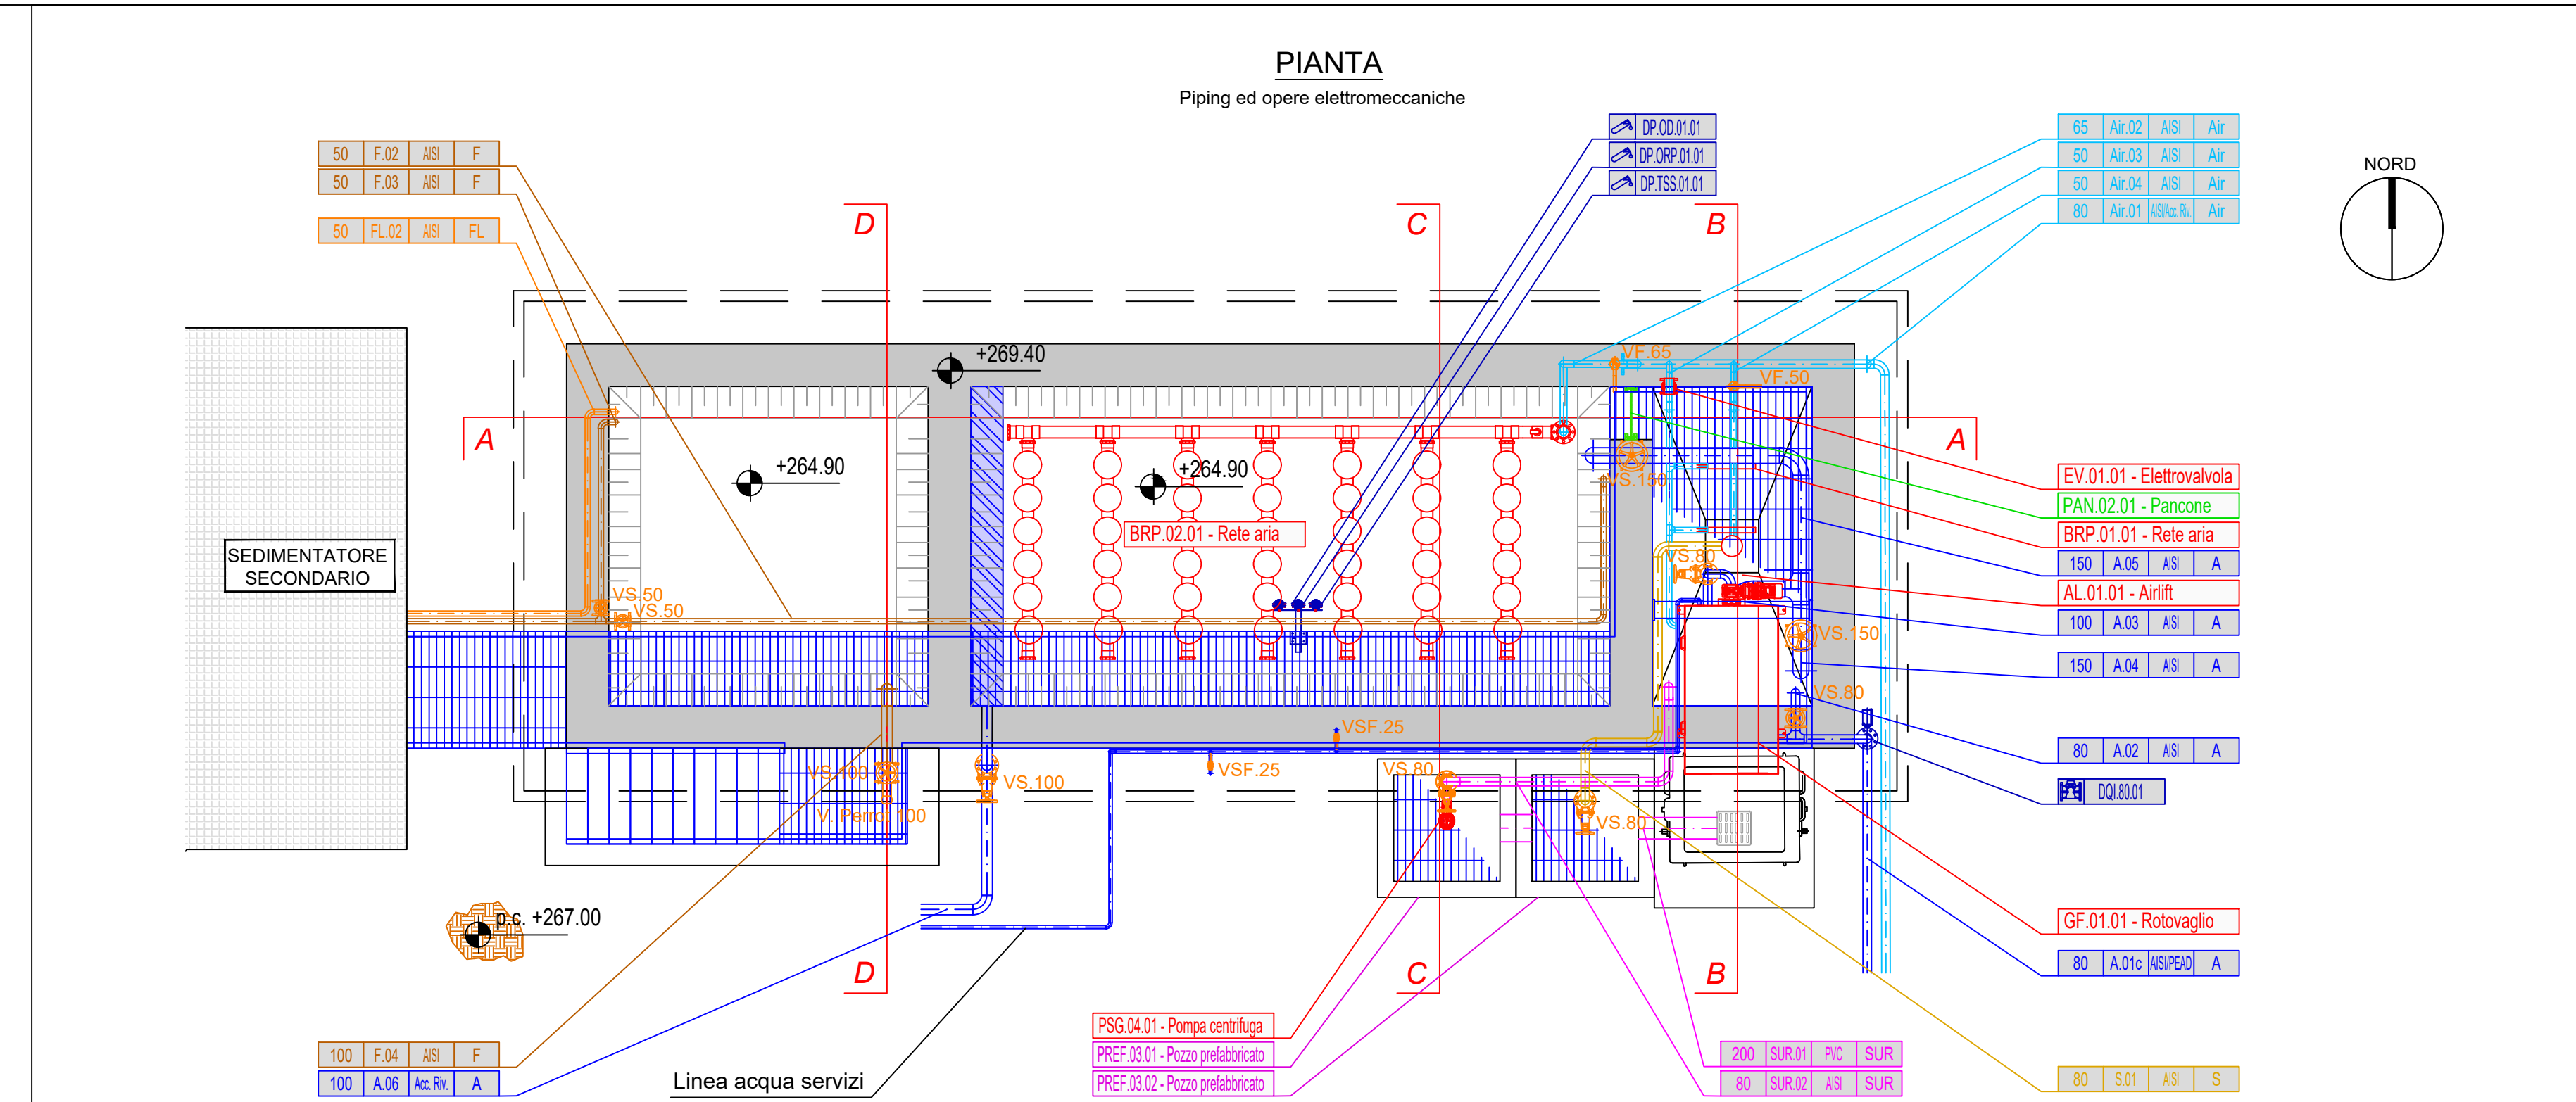 PIANTA
Piping ed opere elettromeccaniche
50 F.02 AISI F
50 F.03 AISI F
50 FL.02 AISI FL
DP.OD.01.01
DP.ORP.01.01
DP.TSS.01.01
65 Air.02 AISI Air
50 Air.03 AISI Air
50 Air.04 AISI Air
80 Air.01 AISI/Acc. Riv. Air
NORD
D
C
B
+269.40
VF.65
VF.50
A
A
+264.90
+264.90
VS.150
BRP.02.01 - Rete aria
EV.01.01 - Elettrovalvola
PAN.02.01 - Pancone
BRP.01.01 - Rete aria
150 A.05 AISI A
AL.01.01 - Airlift
100 A.03 AISI A
150 A.04 AISI A
SEDIMENTATORE
SECONDARIO
VS.80
VS.50
VS.50
VS.150
VS.80
VSF.25
VSF.25
VS.100
VS.100
V. Perrot 100
VS.80
VS.80
80 A.02 AISI A
DQI.80.01
p.c. +267.00
GF.01.01 - Rotovaglio
80 A.01c AISI/PEAD A
D
C
B
PSG.04.01 - Pompa centrifuga
PREF.03.01 - Pozzo prefabbricato
PREF.03.02 - Pozzo prefabbricato
100 F.04 AISI F
100 A.06 Acc. Riv. A
Linea acqua servizi
200 SUR.01 PVC SUR
80 SUR.02 AISI SUR
80 S.01 AISI S